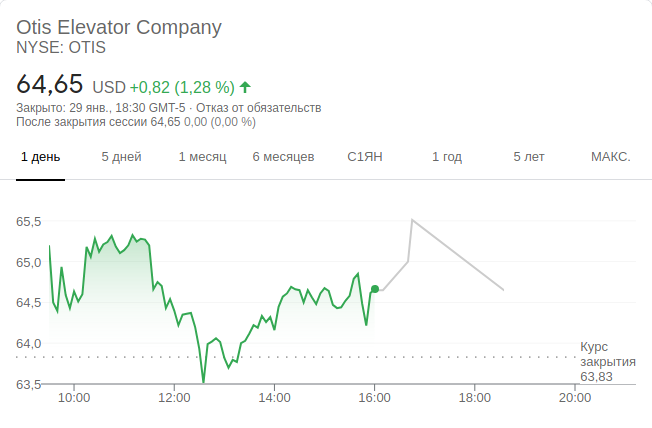 Otis Elevator Company
NYSE: OTIS
64,65 USD +0,82 (1,28 %)
Закрыто: 29 янв., 18:30 GMT-5 · Отказ от обязательств
После закрытия сессии 64,65 0,00 (0,00 %)
1 день 5 дней 1 месяц 6 месяцев С1ЯН 1 год 5 лет МАКС.
65,5
65,0
64,5
64,0
Курс
закрытия
63,83
63,5
10:00 12:00 14:00 16:00 18:00 20:00